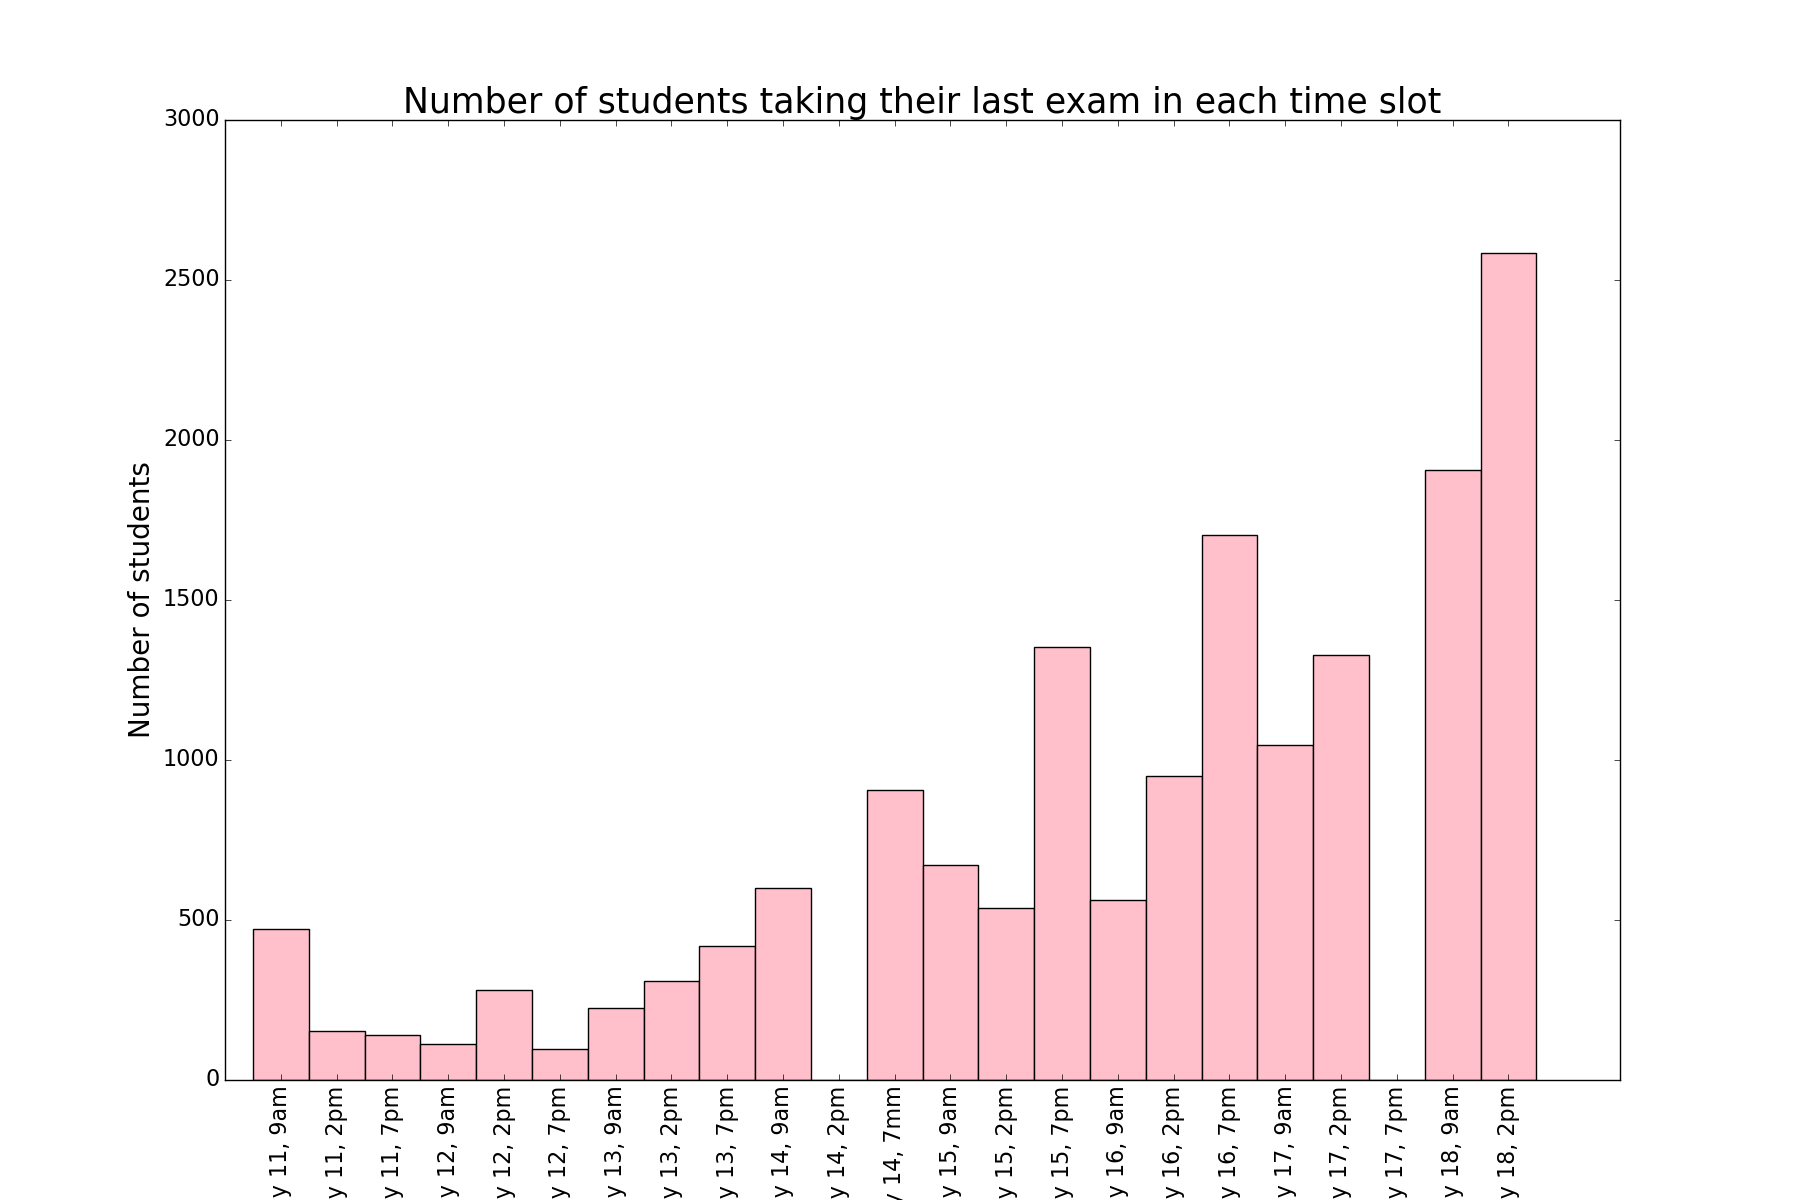 Number of students taking their last exam in each time slot
Number of students
3000
2500
2000
1500
1000
500
0
y 11, 9am
y 11, 2pm
y 11, 7pm
y 12, 9am
y 12, 2pm
y 12, 7pm
y 13, 9am
y 13, 2pm
y 13, 7pm
y 14, 9am
y 14, 2pm
y 14, 7mm
y 15, 9am
y 15, 2pm
y 15, 7pm
y 16, 9am
y 16, 2pm
y 16, 7pm
y 17, 9am
y 17, 2pm
y 17, 7pm
y 18, 9am
y 18, 2pm